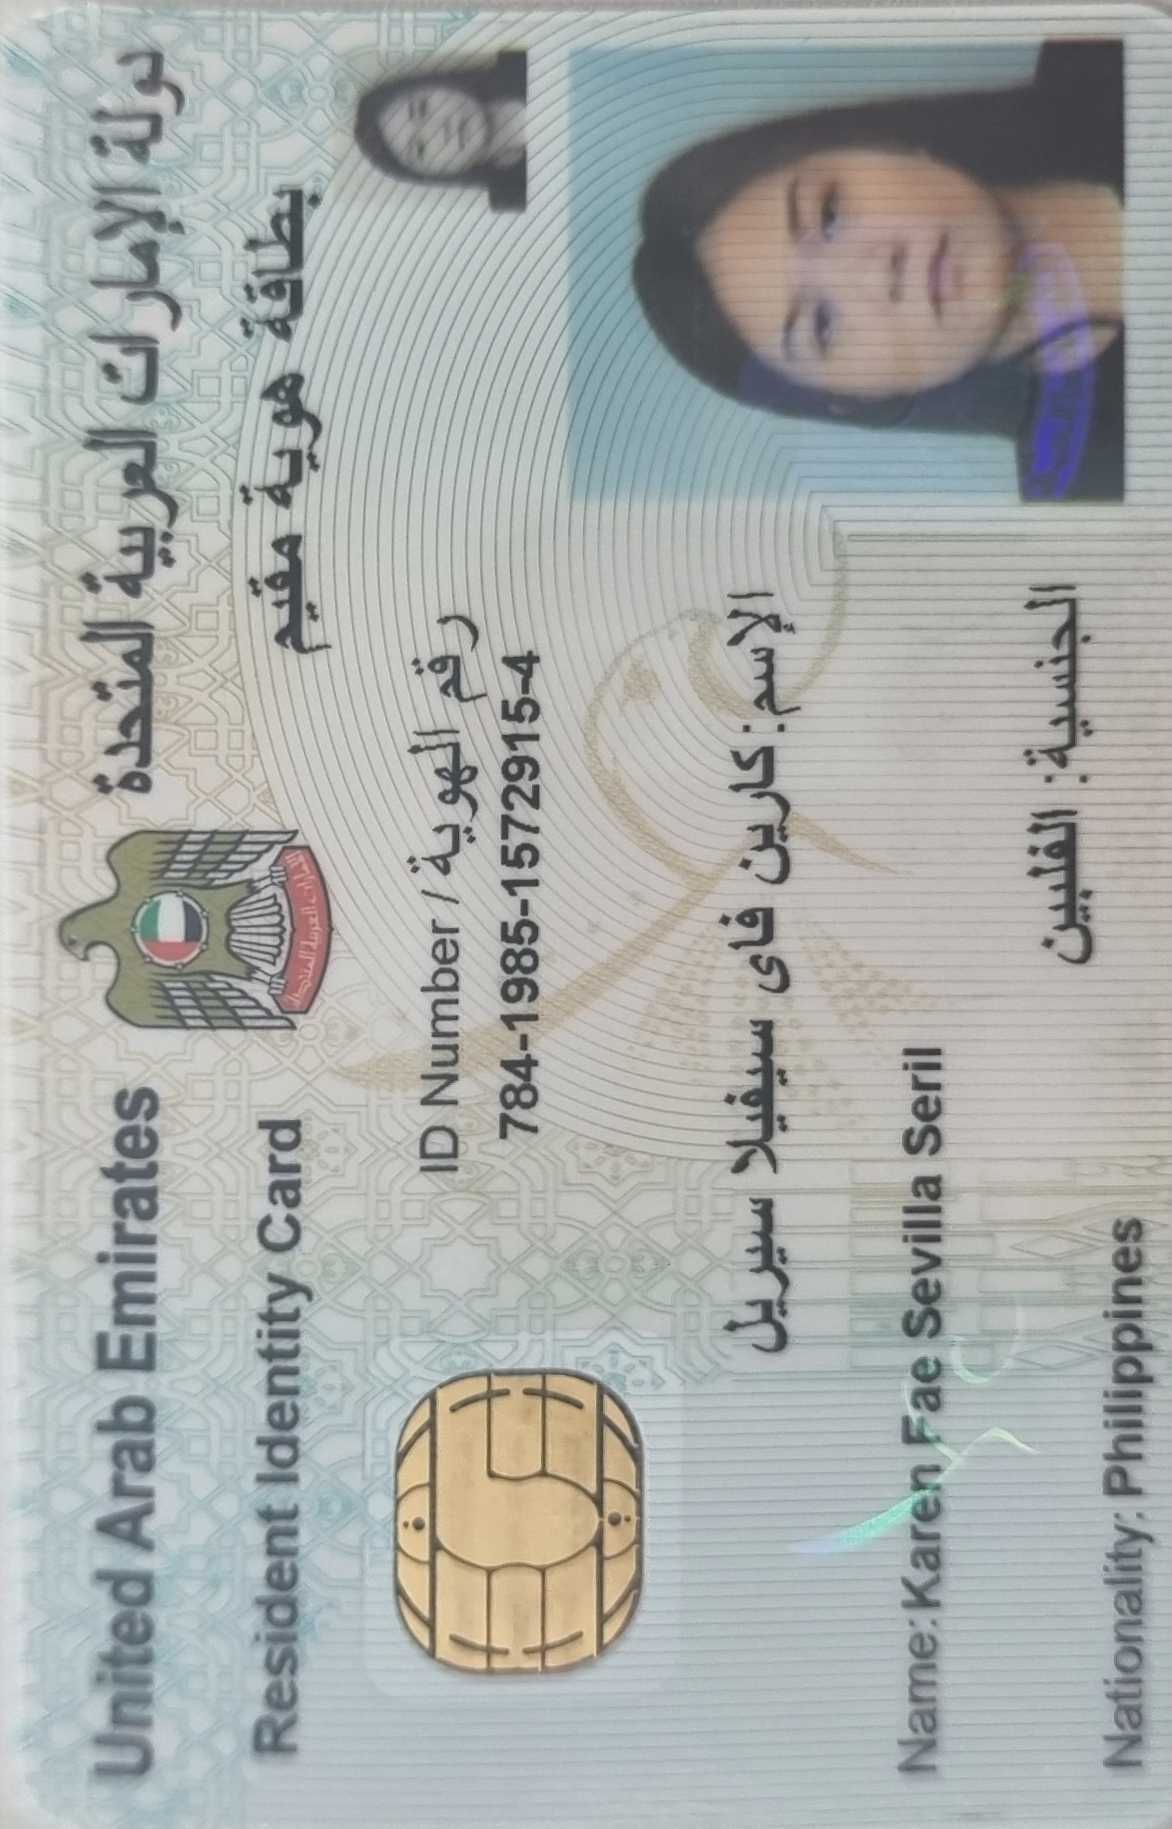 United Arab Emirates
دولة الإمارات العربية المتحدة
Resident Identity Card
بطاقة هوية مقيم
الإمارات العربية المتحدة
ID Number / رقم الهوية
784-1985-1572915-4
الإسم: كارين فاى سيفيلا سيريل
Name: Karen Fae Sevilla Seril
الجنسية: الفلبين
Nationality: Philippines